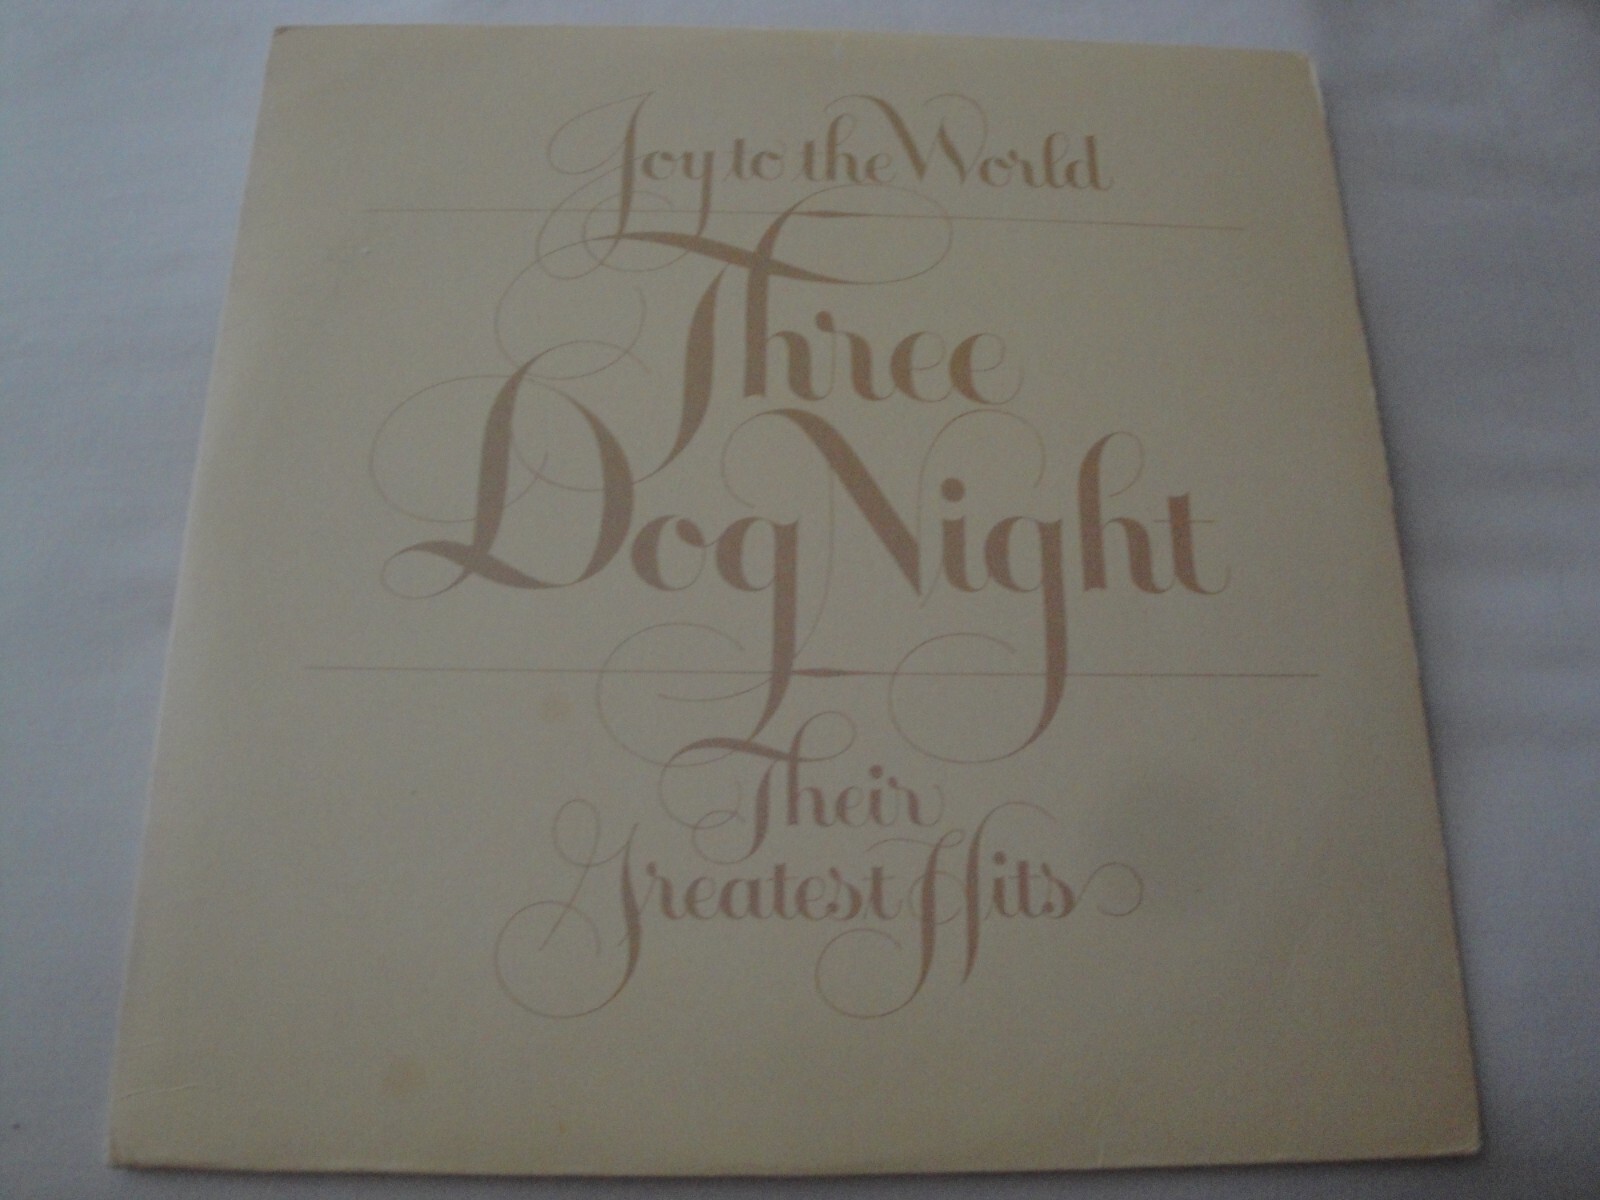 Joy to the World
Three
Dog Night
Their
Greatest Hits